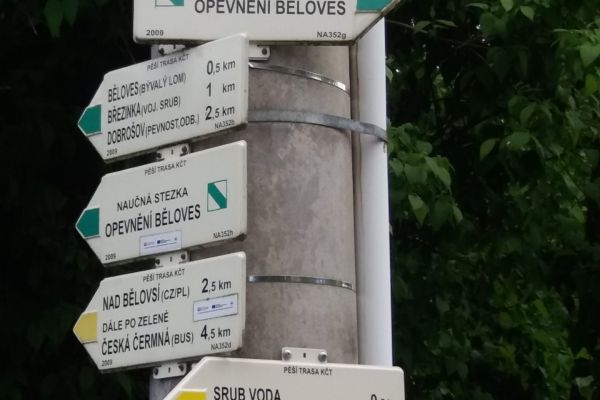 OPEVNĚNÍ BĚLOVES
2009
NA352g
PĚŠÍ TRASA KČT
BĚLOVES (BÝVALÝ LOM) 0,5 km
BŘEZINKA (VOJ. SRUB) 1 km
DOBROŠOV (PEVNOST, ODB.) 2,5 km
2009
NA352b
PĚŠÍ TRASA KČT
NAUČNÁ STEZKA
OPEVNĚNÍ BĚLOVES
2009
NA352h
PĚŠÍ TRASA KČT
NAD BĚLOVSÍ (CZ/PL) 2,5 km
DÁLE PO ZELENÉ
ČESKÁ ČERMNÁ (BUS) 4,5 km
2009
NA352d
PĚŠÍ TRASA KČT
SRUB VODA